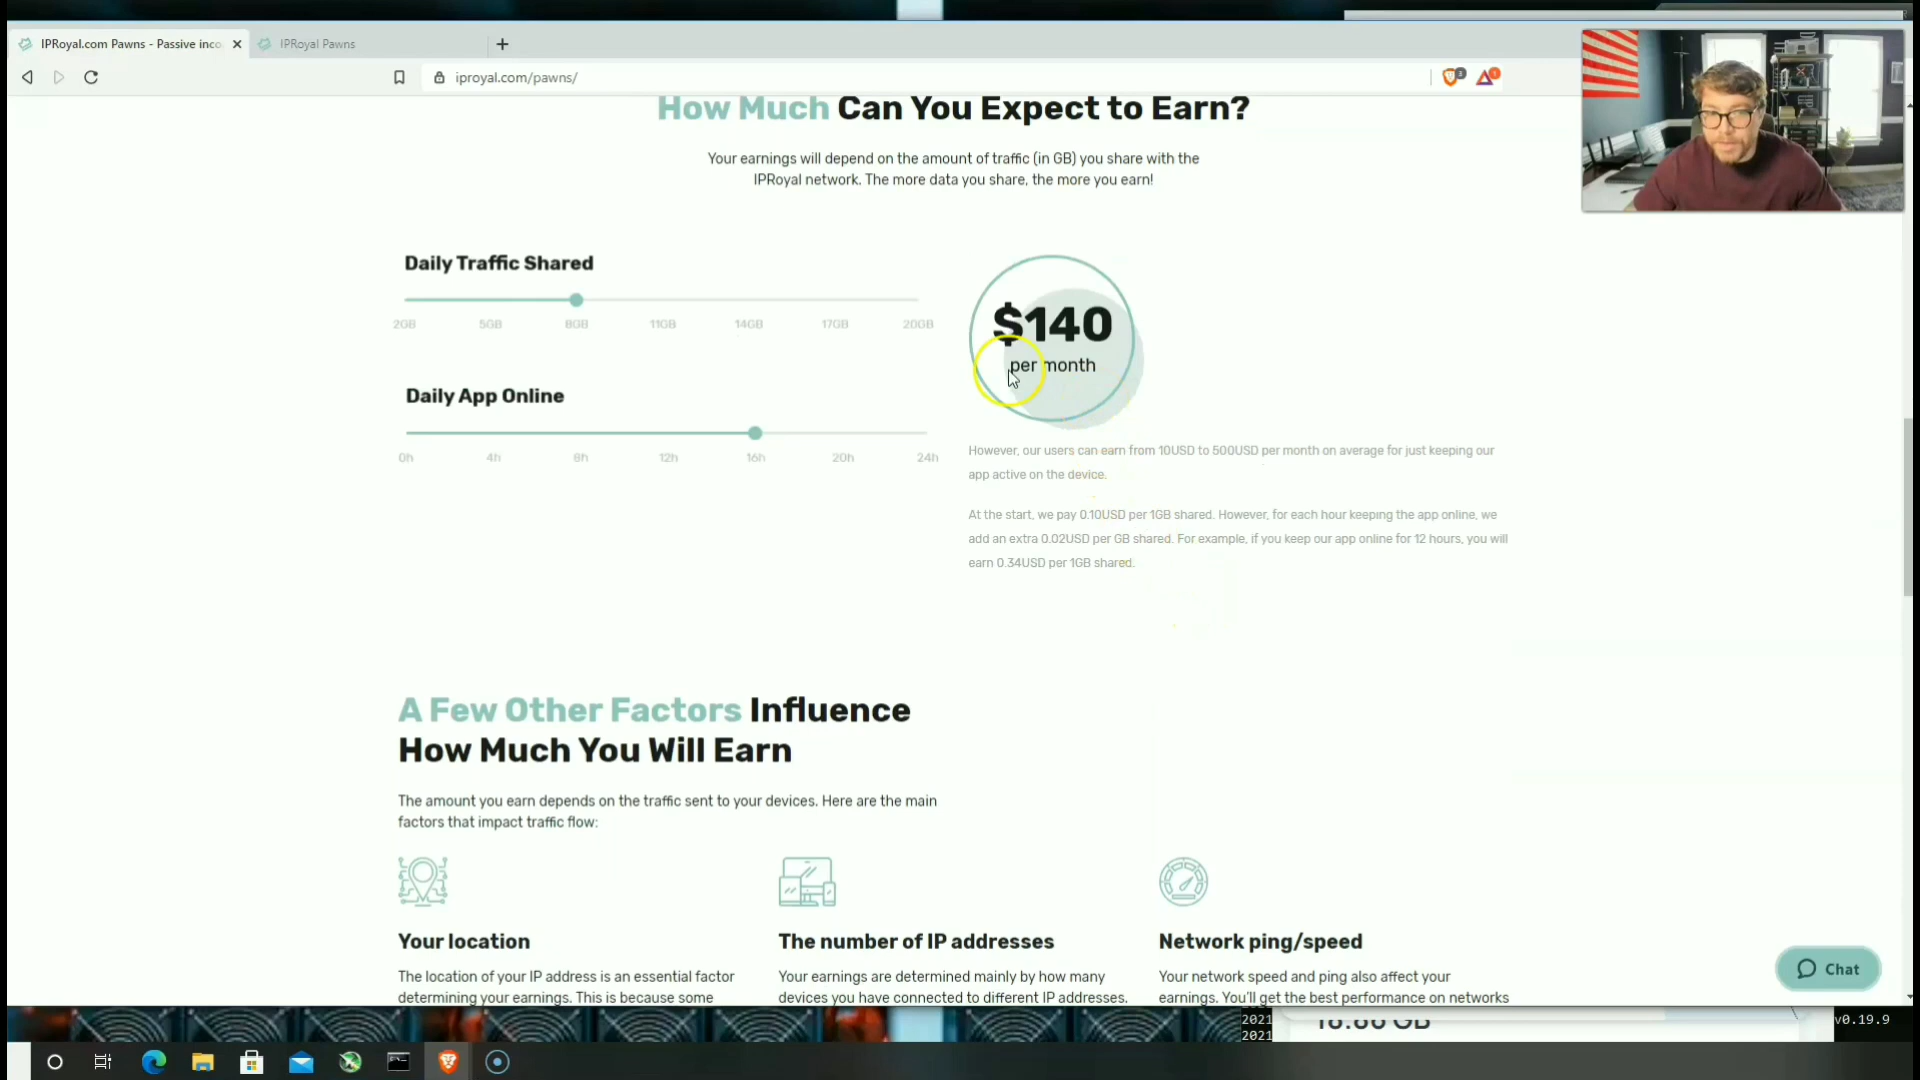 IPRoyal.com Pawns - Passive inco
IPRoyal Pawns
iproyal.com/pawns/
How Much Can You Expect to Earn?
Your earnings will depend on the amount of traffic (in GB) you share with the
IPRoyal network. The more data you share, the more you earn!
Daily Traffic Shared
2GB 5GB 8GB 11GB 14GB 17GB 20GB
$140
per month
Daily App Online
0h 4h 8h 12h 16h 20h 24h
However, our users can earn from 10USD to 500USD per month on average for just keeping our
app active on the device.
At the start, we pay 0.10USD per 1GB shared. However, for each hour keeping the app online, we
add an extra 0.02USD per GB shared. For example, if you keep our app online for 12 hours, you will
earn 0.34USD per 1GB shared.
A Few Other Factors Influence
How Much You Will Earn
The amount you earn depends on the traffic sent to your devices. Here are the main
factors that impact traffic flow:
Your location
The location of your IP address is an essential factor
determining your earnings. This is because some
The number of IP addresses
Your earnings are determined mainly by how many
devices you have connected to different IP addresses.
Network ping/speed
Your network speed and ping also affect your
earnings. You'll get the best performance on networks
Chat
2021
2021
GB
v0.19.9